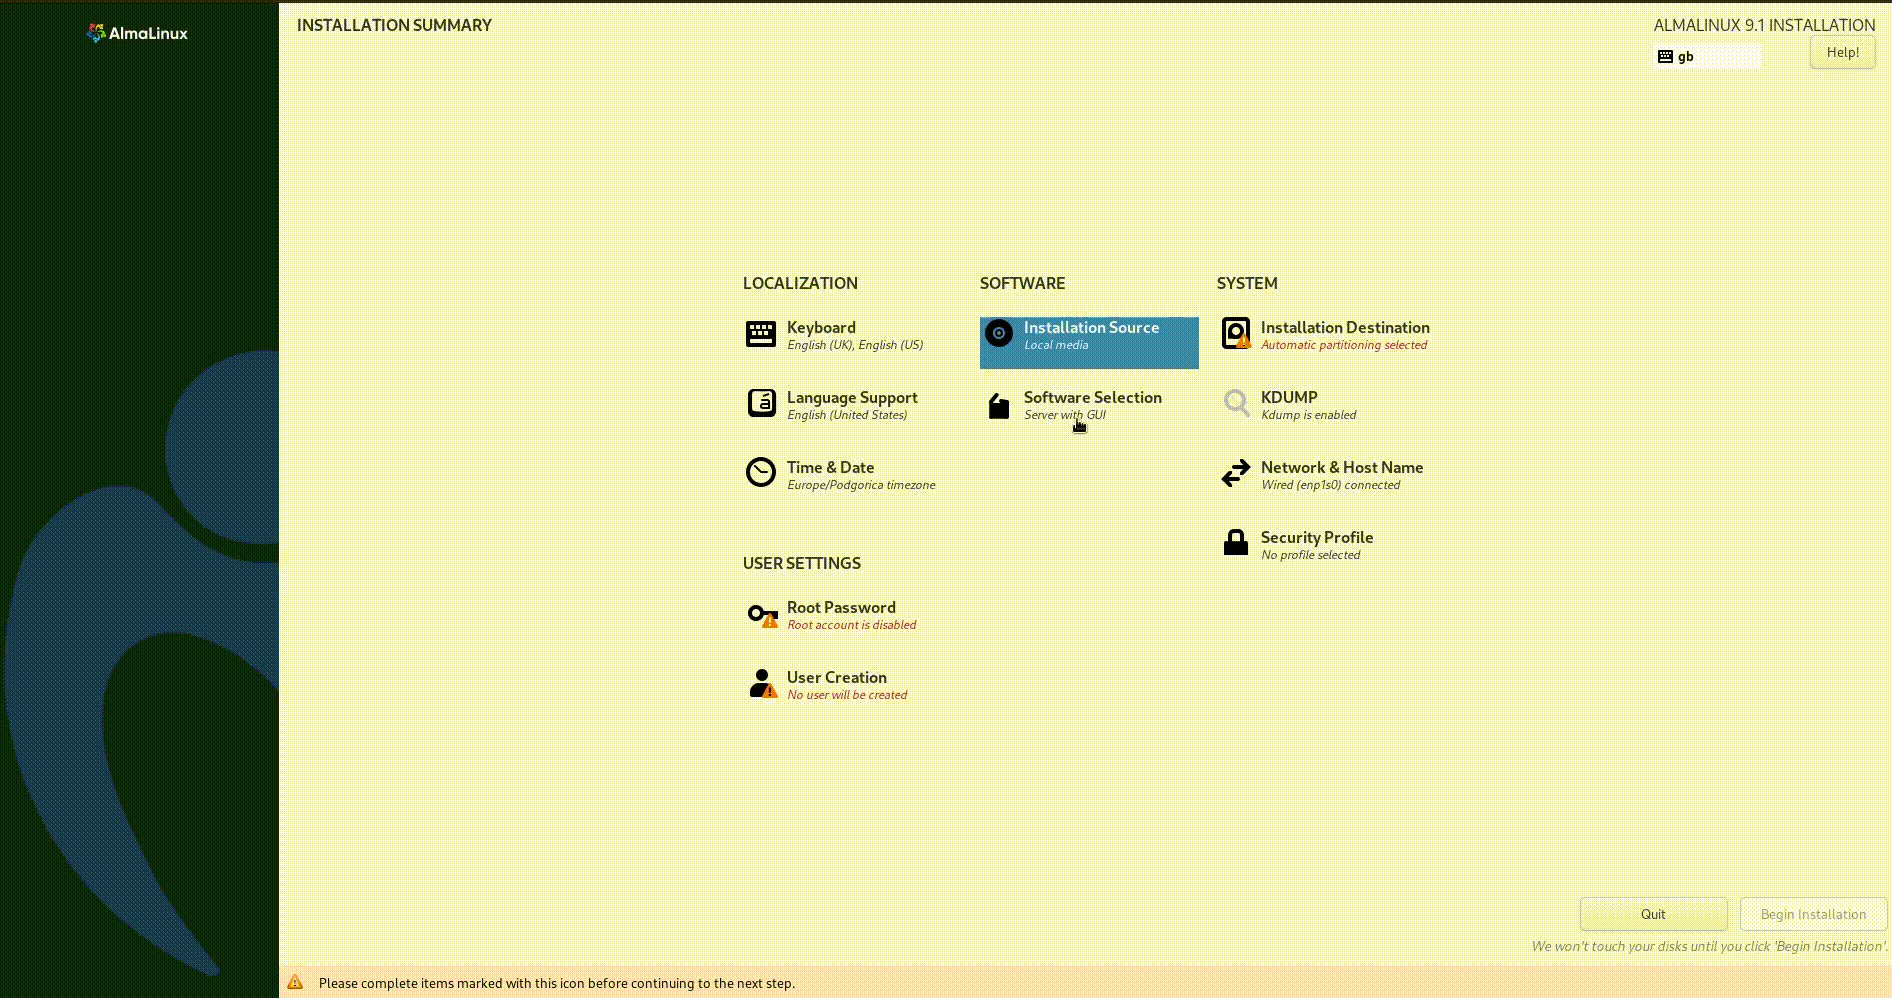 AlmaLinux
INSTALLATION SUMMARY
ALMALINUX 9.1 INSTALLATION
gb
Help!
LOCALIZATION
Keyboard
English (UK), English (US)
Language Support
English (United States)
Time & Date
Europe/Podgorica timezone
SOFTWARE
Installation Source
Local media
Software Selection
Server with GUI
SYSTEM
Installation Destination
Automatic partitioning selected
KDUMP
Kdump is enabled
Network & Host Name
Wired (enp1s0) connected
Security Profile
No profile selected
USER SETTINGS
Root Password
Root account is disabled
User Creation
No user will be created
Quit
Begin Installation
We won't touch your disks until you click 'Begin Installation'.
Please complete items marked with this icon before continuing to the next step.